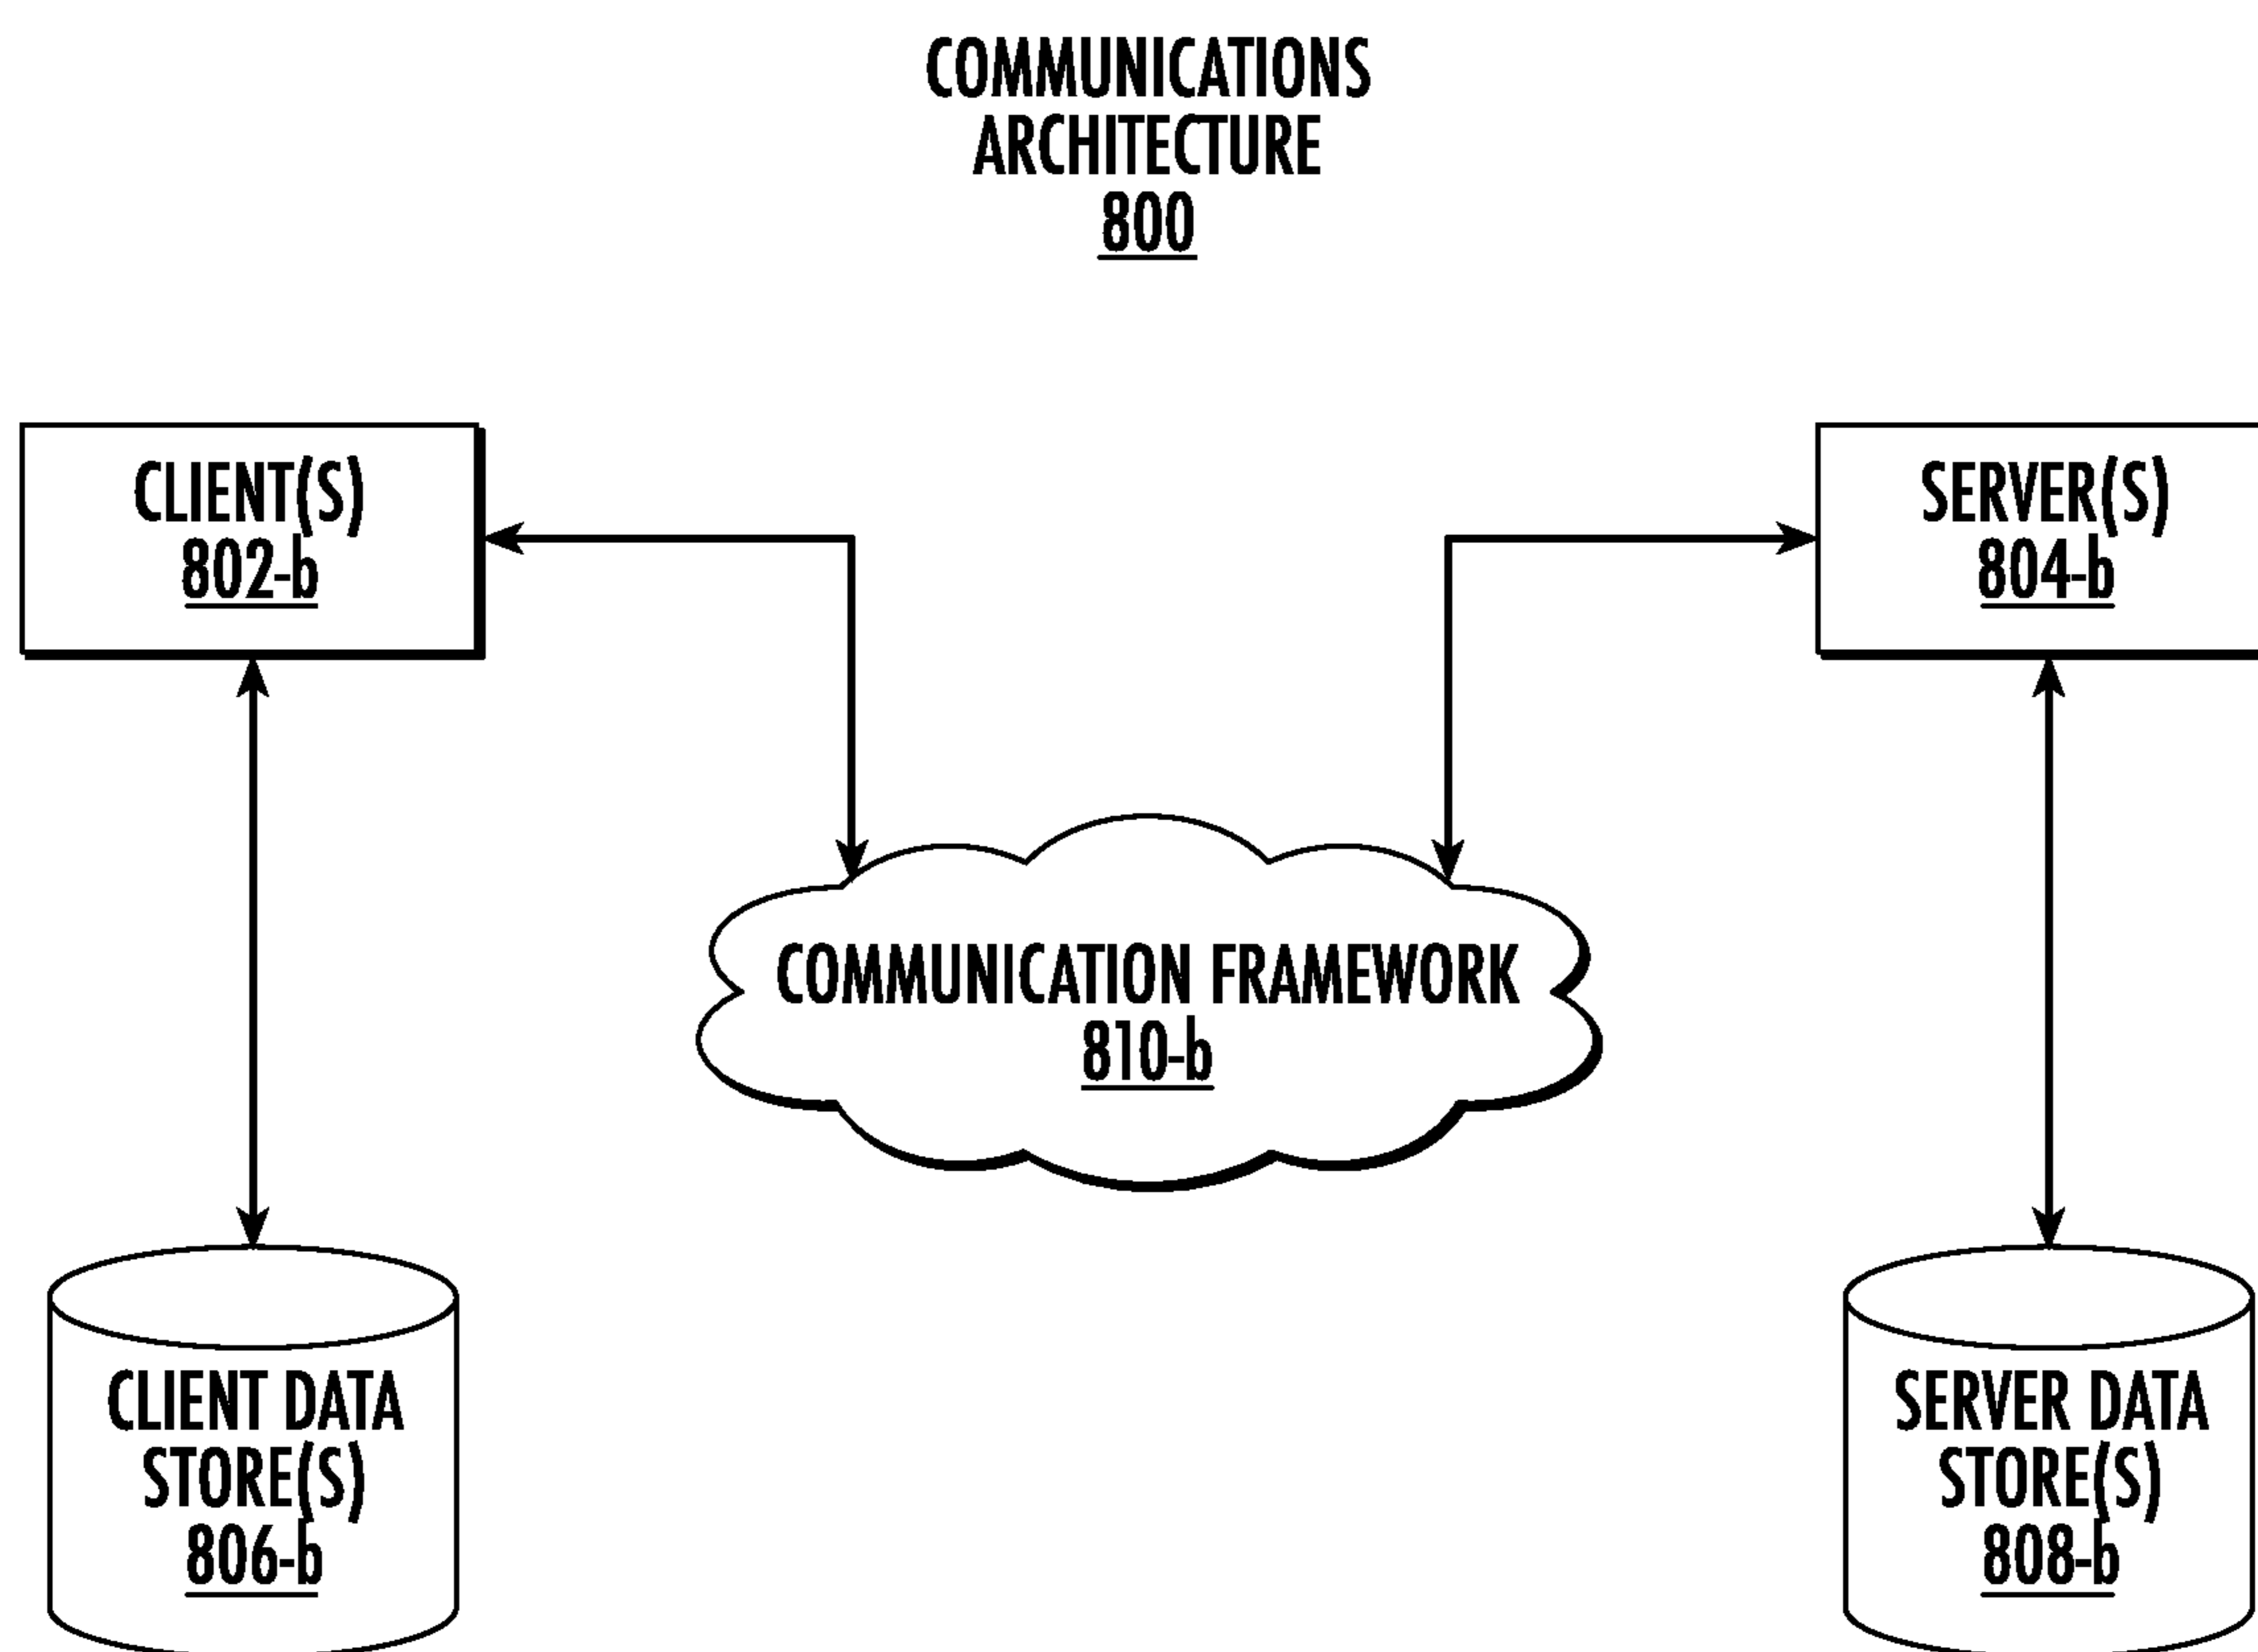 COMMUNICATIONS
ARCHITECTURE
800
CLIENT(S)
802-b
SERVER(S)
804-b
COMMUNICATION FRAMEWORK
810-b
CLIENT DATA
STORE(S)
806-b
SERVER DATA
STORE(S)
808-b